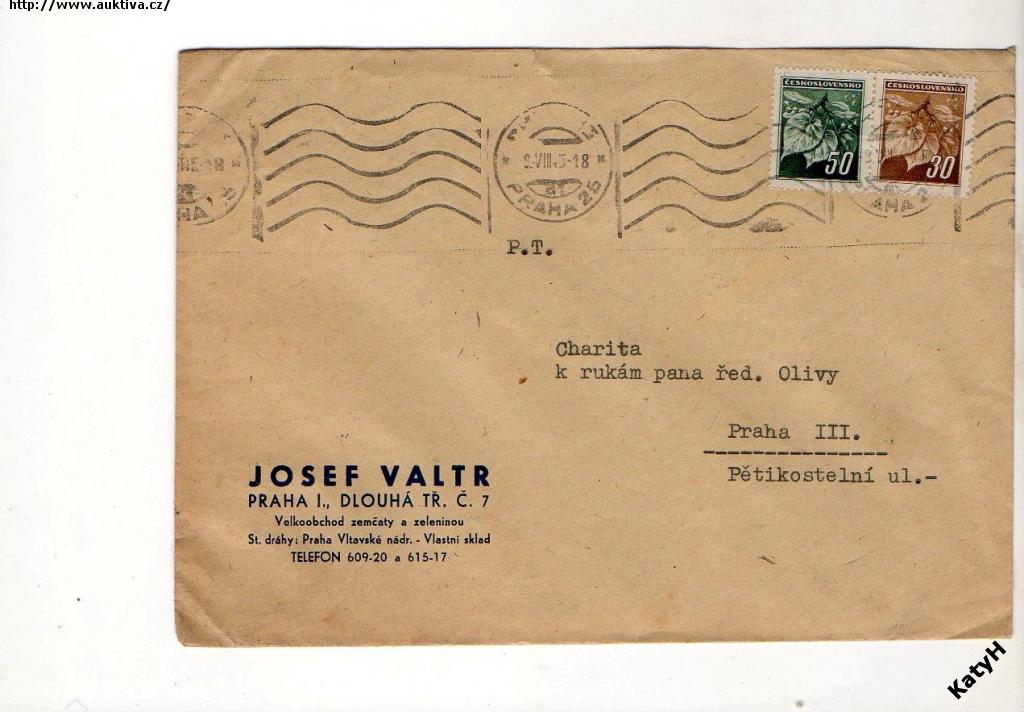 http://www.auktiva.cz/
ČESKOSLOVENSKO
50
ČESKOSLOVENSKO
30
PRAHA 25
PRAHA 25
P.T.
Charita
k rukám pana řed. Olivy
Praha III.
Pětikostelní ul.-
JOSEF VALTR
PRAHA I., DLOUHÁ TŘ. Č. 7
Velkoobchod zemčaty a zeleninou
St. dráhy: Praha Vltavské nádr. - Vlastní sklad
TELEFON 609-20 a 615-17
KatyH